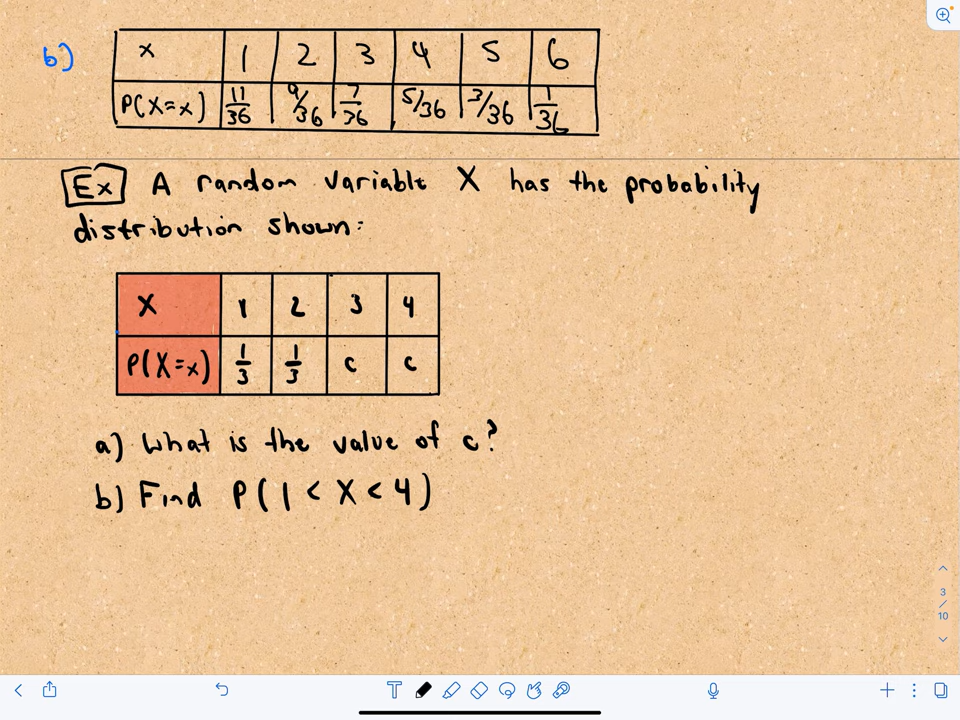 b)
x 1 2 3 4 5 6
P(X=x) 11/36 9/36 7/36 5/36 3/36 1/36
Ex A random variable X has the probability
distribution shown:
X 1 2 3 4
P(X=x) 1/3 1/3 c c
a) What is the value of c?
b) Find P(1 < X < 4)
3
/
10
T